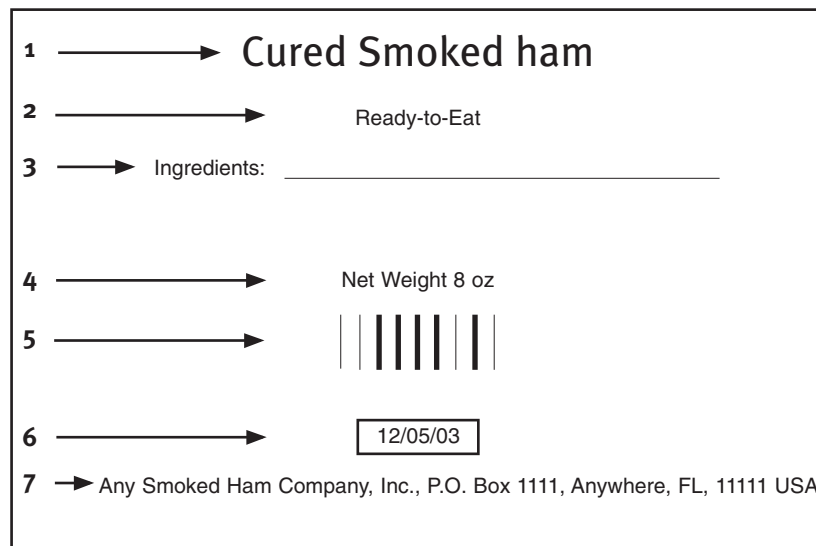 1 Cured Smoked ham
2 Ready-to-Eat
3 Ingredients:
4 Net Weight 8 oz
5
6 12/05/03
7 Any Smoked Ham Company, Inc., P.O. Box 1111, Anywhere, FL, 11111 USA